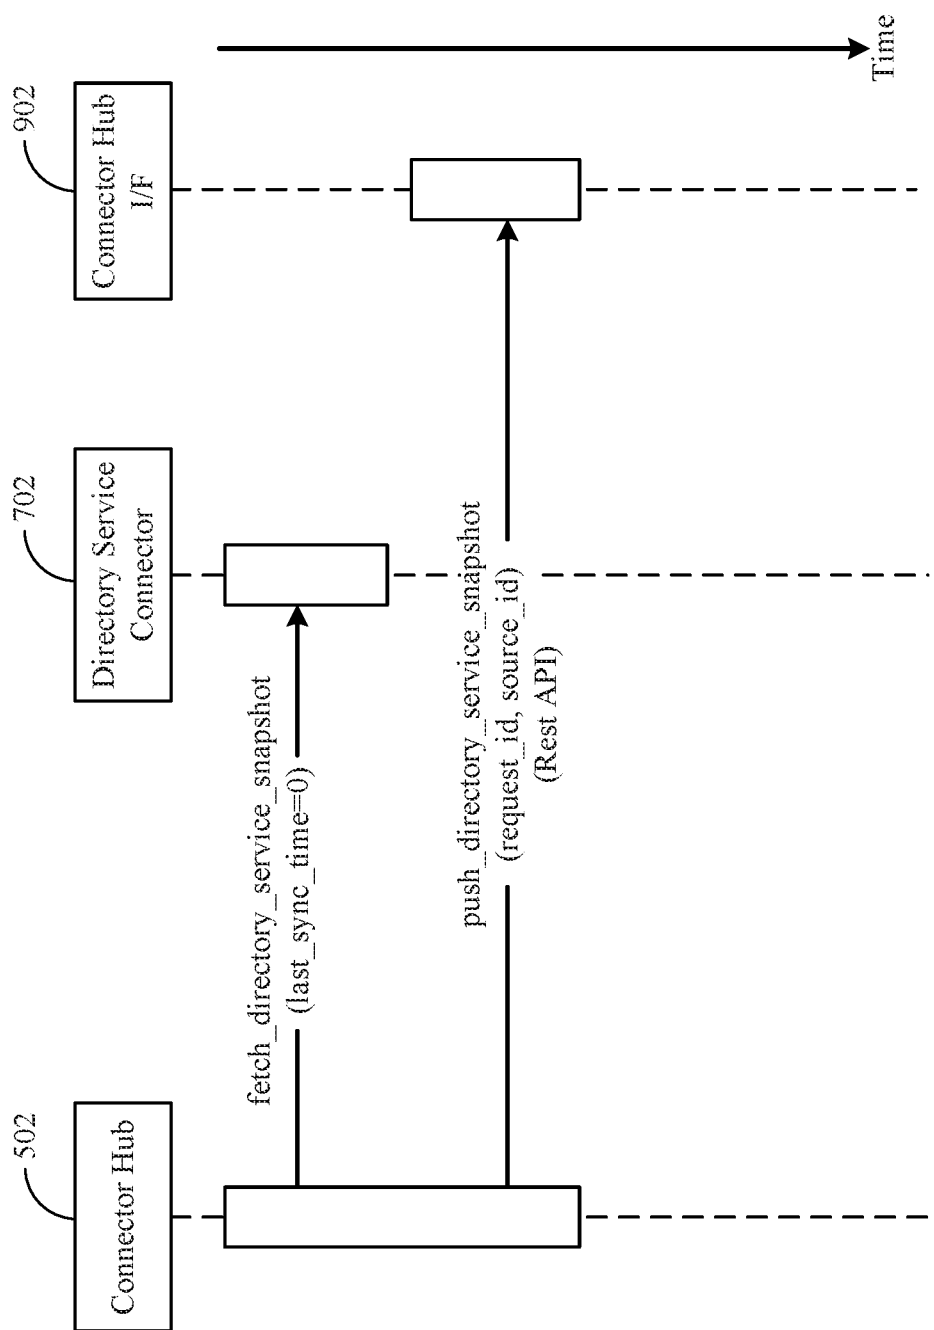 502
Connector Hub
702
Directory Service
Connector
902
Connector Hub
I/F
fetch_directory_service_snapshot
(last_sync_time=0)
push_directory_service_snapshot
(request_id, source_id)
(Rest API)
Time